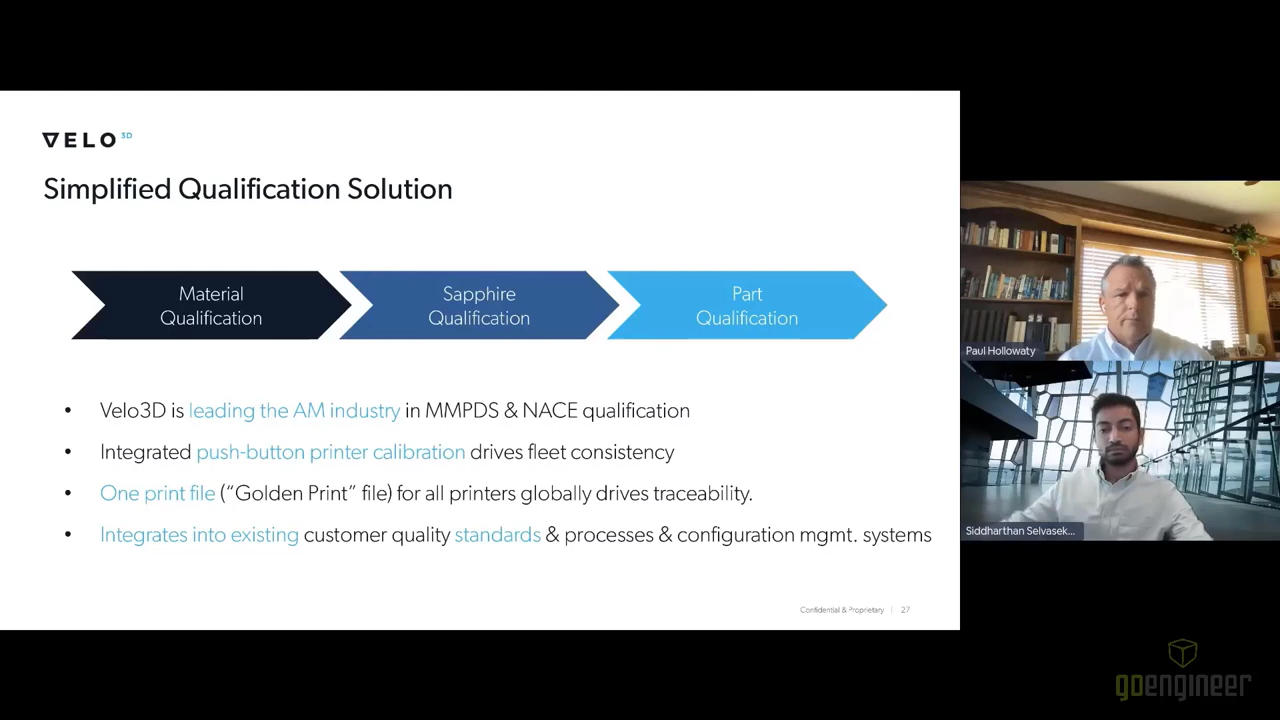 VELO 3D
Simplified Qualification Solution
Material
Qualification
Sapphire
Qualification
Part
Qualification
• Velo3D is leading the AM industry in MMPDS & NACE qualification
• Integrated push-button printer calibration drives fleet consistency
• One print file (“Golden Print” file) for all printers globally drives traceability.
• Integrates into existing customer quality standards & processes & configuration mgmt. systems
Confidential & Proprietary | 27
Paul Hollowaty
Siddharthan Selvasek...
goengineer